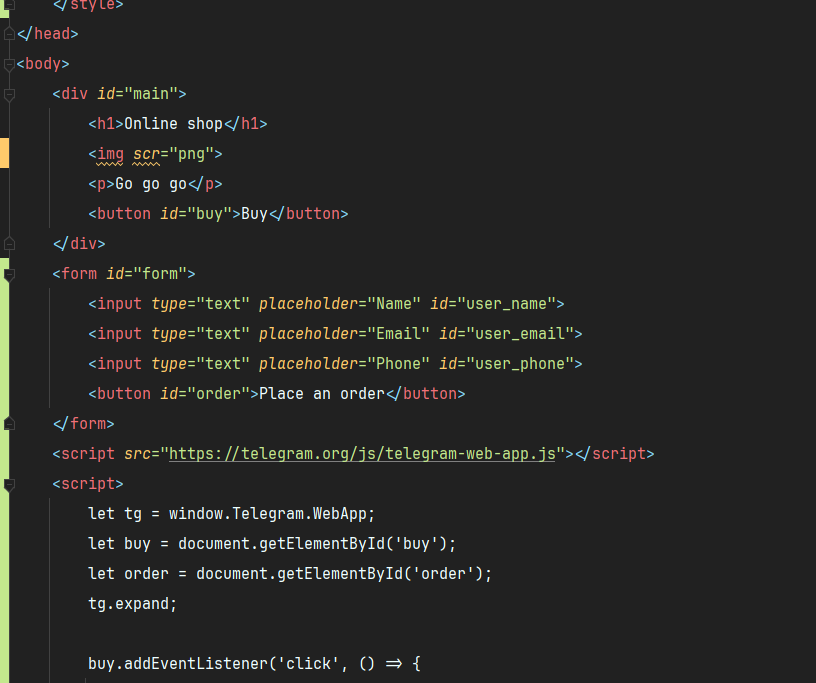 </style>
</head>
<body>
<div id="main">
<h1>Online shop</h1>
<img scr="png">
<p>Go go go</p>
<button id="buy">Buy</button>
</div>
<form id="form">
<input type="text" placeholder="Name" id="user_name">
<input type="text" placeholder="Email" id="user_email">
<input type="text" placeholder="Phone" id="user_phone">
<button id="order">Place an order</button>
</form>
<script src="https://telegram.org/js/telegram-web-app.js"></script>
<script>
let tg = window.Telegram.WebApp;
let buy = document.getElementById('buy');
let order = document.getElementById('order');
tg.expand;
buy.addEventListener('click', () => {